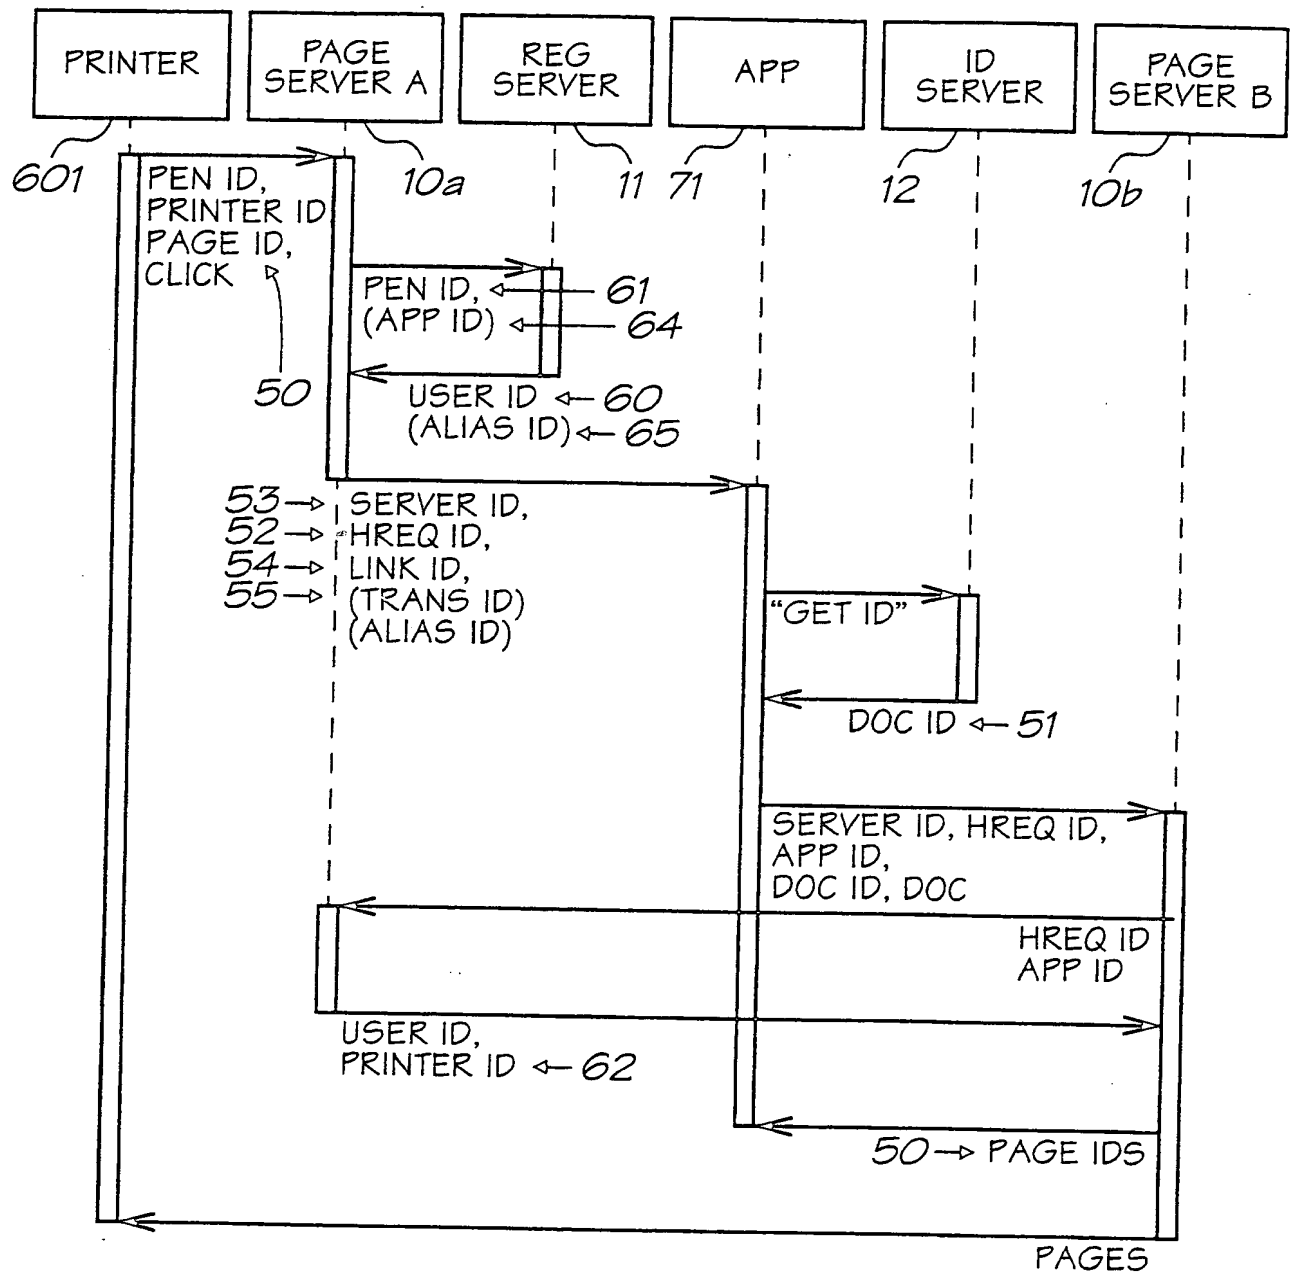 PRINTER
PAGE
SERVER A
REG
SERVER
APP
ID
SERVER
PAGE
SERVER B
601
10a
11
71
12
10b
PEN ID,
PRINTER ID
PAGE ID,
CLICK
50
PEN ID,
61
(APP ID)
64
USER ID
60
(ALIAS ID)
65
53
SERVER ID,
52
HREQ ID,
54
LINK ID,
55
(TRANS ID)
(ALIAS ID)
"GET ID"
DOC ID
51
SERVER ID, HREQ ID,
APP ID,
DOC ID, DOC
HREQ ID
APP ID
USER ID,
PRINTER ID
62
50
PAGE IDS
PAGES